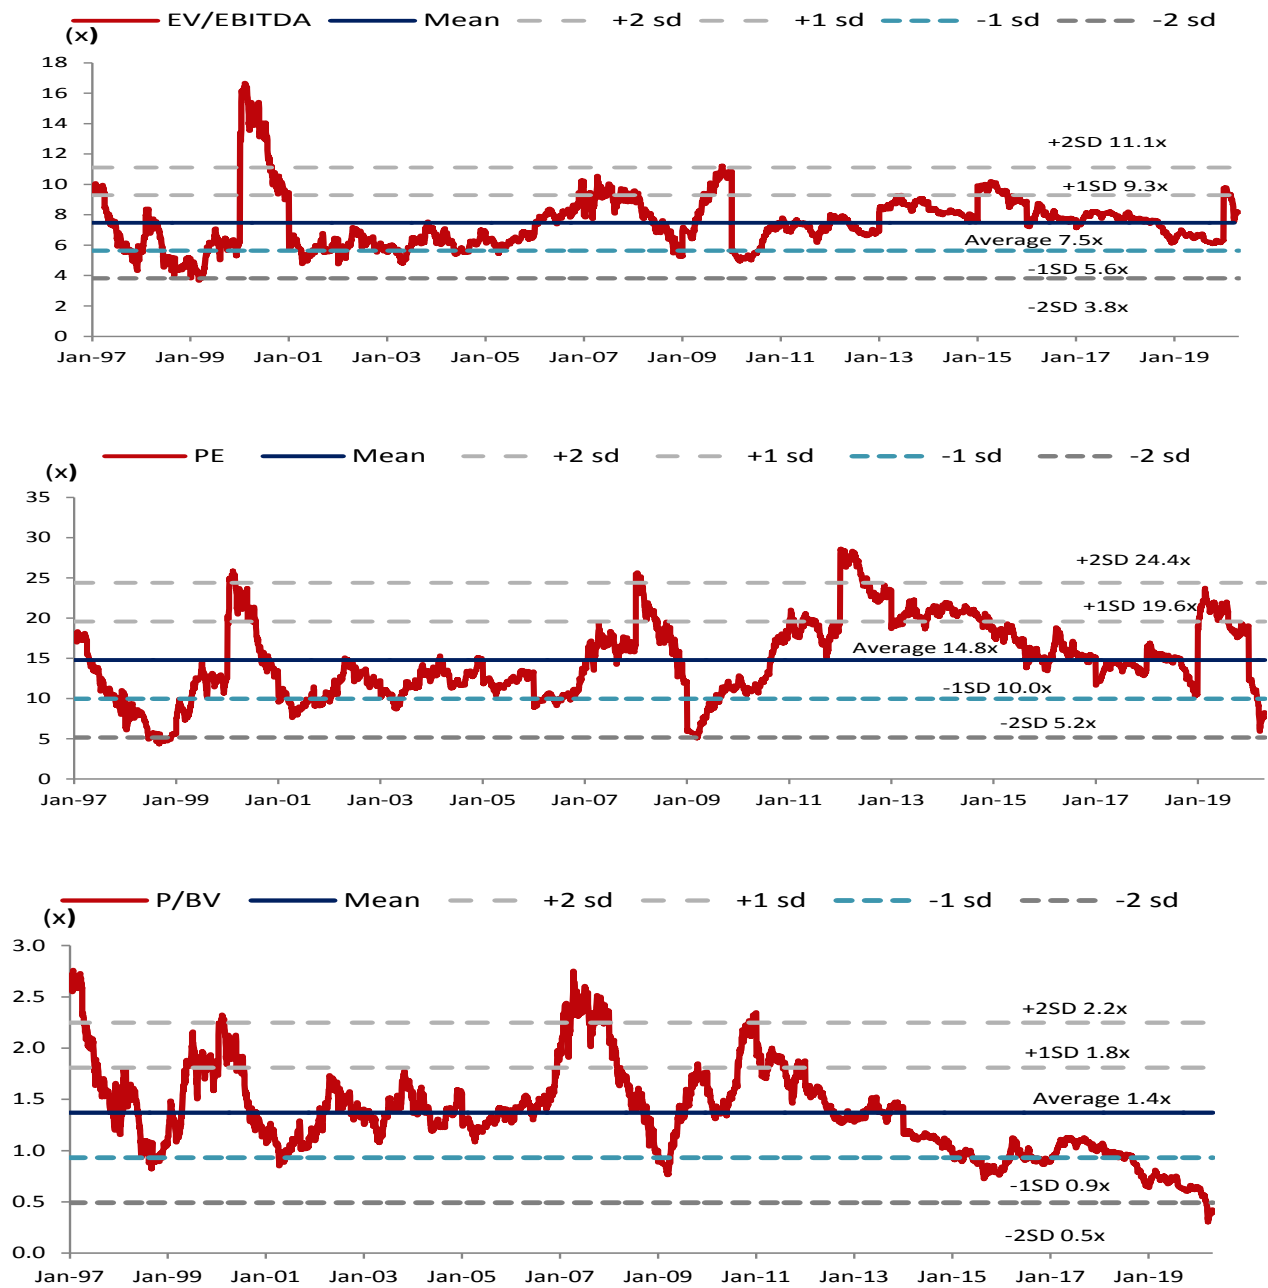 EV/EBITDA Mean +2 sd +1 sd -1 sd -2 sd
(x)
18
16
14
12
10
8
6
4
2
0
+2SD 11.1x
+1SD 9.3x
Average 7.5x
-1SD 5.6x
-2SD 3.8x
Jan-97 Jan-99 Jan-01 Jan-03 Jan-05 Jan-07 Jan-09 Jan-11 Jan-13 Jan-15 Jan-17 Jan-19
PE Mean +2 sd +1 sd -1 sd -2 sd
(x)
35
30
25
20
15
10
5
0
+2SD 24.4x
+1SD 19.6x
Average 14.8x
-1SD 10.0x
-2SD 5.2x
Jan-97 Jan-99 Jan-01 Jan-03 Jan-05 Jan-07 Jan-09 Jan-11 Jan-13 Jan-15 Jan-17 Jan-19
P/BV Mean +2 sd +1 sd -1 sd -2 sd
(x)
3.0
2.5
2.0
1.5
1.0
0.5
0.0
+2SD 2.2x
+1SD 1.8x
Average 1.4x
-1SD 0.9x
-2SD 0.5x
Jan-97 Jan-99 Jan-01 Jan-03 Jan-05 Jan-07 Jan-09 Jan-11 Jan-13 Jan-15 Jan-17 Jan-19